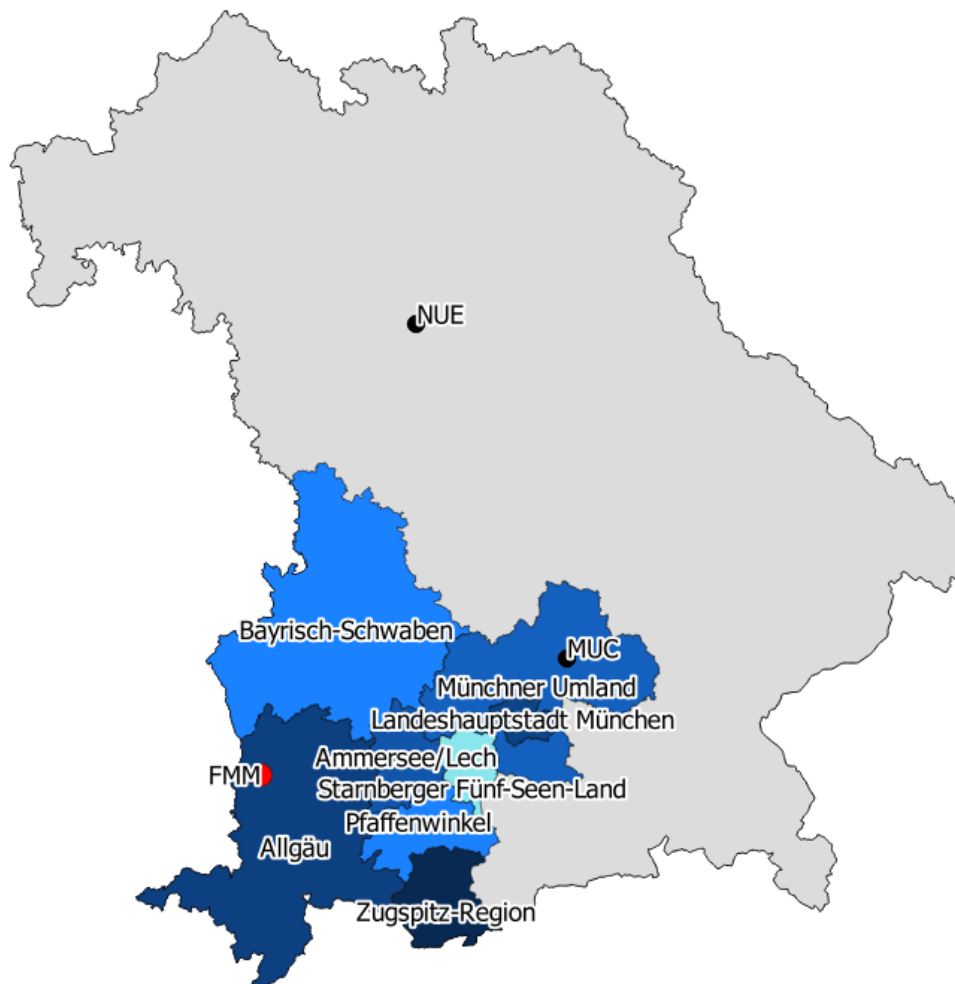 NUE
Bayrisch-Schwaben
MUC
Münchner Umland
Landeshauptstadt München
Ammersee/Lech
FMM
Starnberger Fünf-Seen-Land
Pfaffenwinkel
Allgäu
Zugspitz-Region